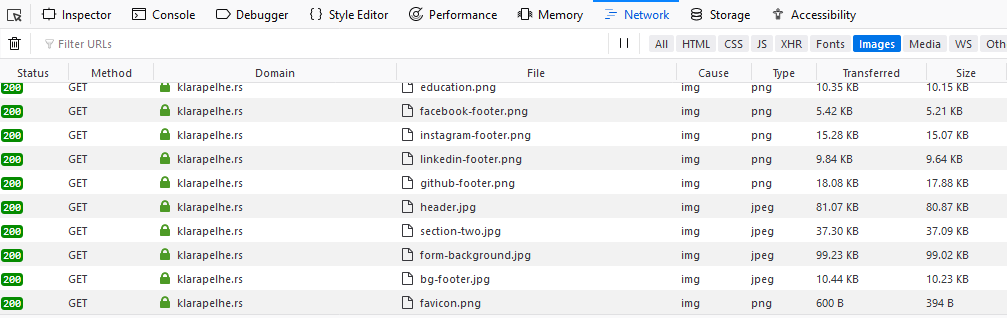 Inspector Console Debugger Style Editor Performance Memory Network Storage Accessibility
Filter URLs All HTML CSS JS XHR Fonts Images Media WS Oth
Status Method Domain File Cause Type Transferred Size
200 GET klarapelhe.rs education.png img png 10.35 KB 10.15 KB
200 GET klarapelhe.rs facebook-footer.png img png 5.42 KB 5.21 KB
200 GET klarapelhe.rs instagram-footer.png img png 15.28 KB 15.07 KB
200 GET klarapelhe.rs linkedin-footer.png img png 9.84 KB 9.64 KB
200 GET klarapelhe.rs github-footer.png img png 18.08 KB 17.88 KB
200 GET klarapelhe.rs header.jpg img jpeg 81.07 KB 80.87 KB
200 GET klarapelhe.rs section-two.jpg img jpeg 37.30 KB 37.09 KB
200 GET klarapelhe.rs form-background.jpg img jpeg 99.23 KB 99.02 KB
200 GET klarapelhe.rs bg-footer.jpg img jpeg 10.44 KB 10.23 KB
200 GET klarapelhe.rs favicon.png img png 600 B 394 B